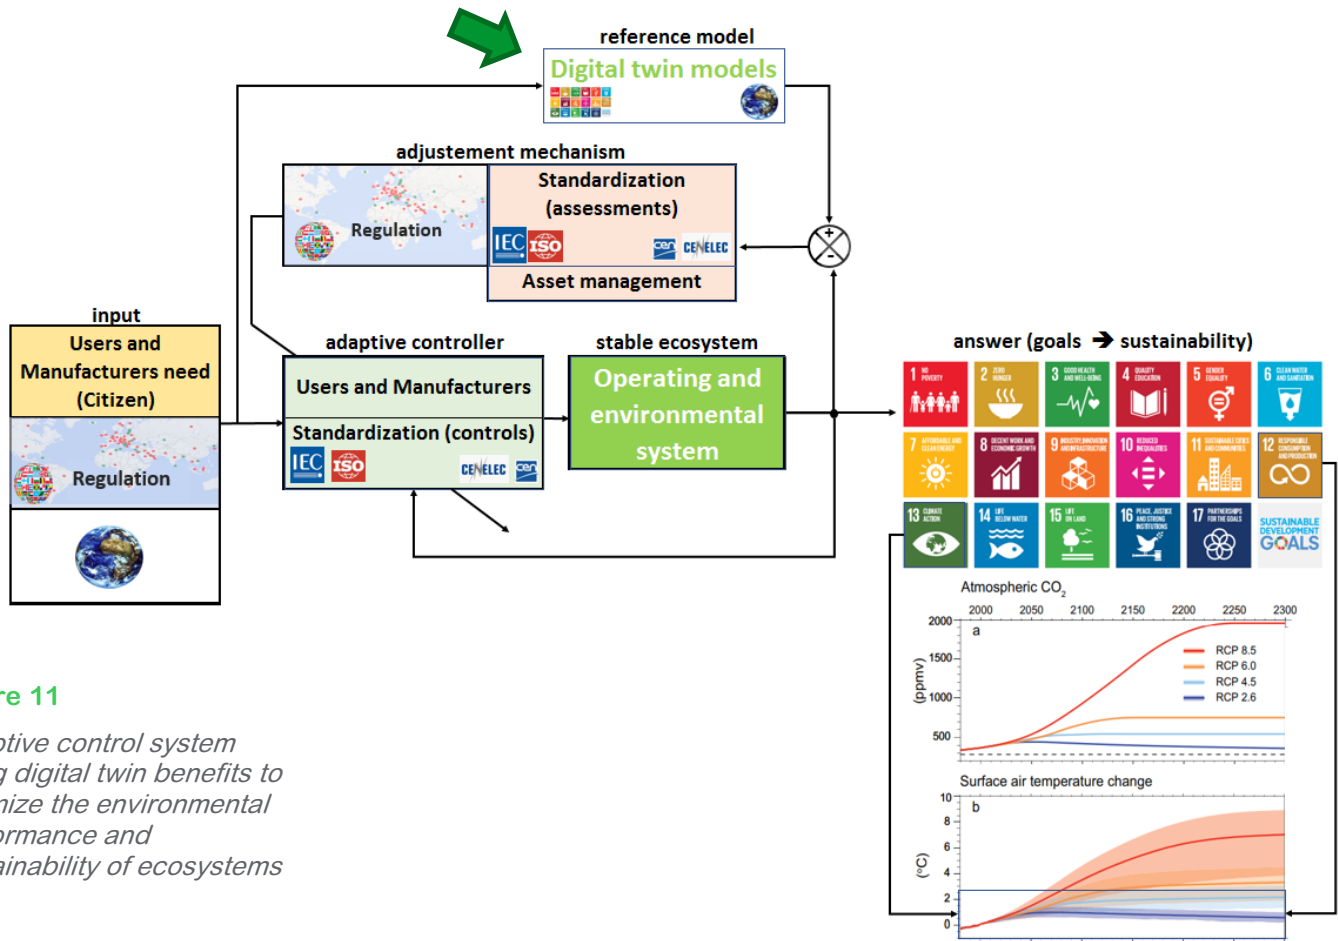 reference model
Digital twin models
adjustement mechanism
Regulation
Standardization
(assessments)
IEC
ISO
cen
CENELEC
Asset management
+
-
input
Users and
Manufacturers need
(Citizen)
Regulation
adaptive controller
Users and Manufacturers
Standardization (controls)
IEC
ISO
CENELEC
cen
stable ecosystem
Operating and
environmental
system
answer (goals ➔ sustainability)
1 NO
POVERTY
2 ZERO
HUNGER
3 GOOD HEALTH
AND WELL-BEING
4 QUALITY
EDUCATION
5 GENDER
EQUALITY
6 CLEAN WATER
AND SANITATION
7 AFFORDABLE AND
CLEAN ENERGY
8 DECENT WORK AND
ECONOMIC GROWTH
9 INDUSTRY, INNOVATION
AND INFRASTRUCTURE
10 REDUCED
INEQUALITIES
11 SUSTAINABLE CITIES
AND COMMUNITIES
12 RESPONSIBLE
CONSUMPTION
AND PRODUCTION
13 CLIMATE
ACTION
14 LIFE
BELOW WATER
15 LIFE
ON LAND
16 PEACE, JUSTICE
AND STRONG
INSTITUTIONS
17 PARTNERSHIPS
FOR THE GOALS
SUSTAINABLE
DEVELOPMENT
GOALS
Atmospheric CO₂
2000 2050 2100 2150 2200 2250 2300
a
2000
1500
1000
500
(ppmv)
RCP 8.5
RCP 6.0
RCP 4.5
RCP 2.6
Surface air temperature change
b
10
8
6
4
2
0
(°C)
re 11
ptive control system
g digital twin benefits to
mize the environmental
ormance and
ainability of ecosystems